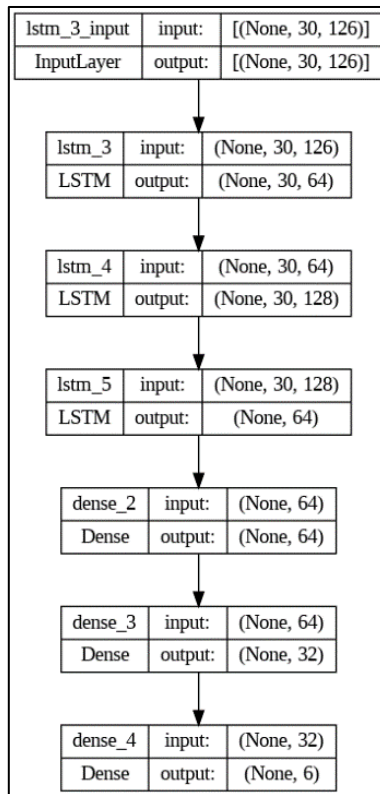 lstm_3_input input: [(None, 30, 126)]
InputLayer output: [(None, 30, 126)]
lstm_3 input: (None, 30, 126)
LSTM output: (None, 30, 64)
lstm_4 input: (None, 30, 64)
LSTM output: (None, 30, 128)
lstm_5 input: (None, 30, 128)
LSTM output: (None, 64)
dense_2 input: (None, 64)
Dense output: (None, 64)
dense_3 input: (None, 64)
Dense output: (None, 32)
dense_4 input: (None, 32)
Dense output: (None, 6)